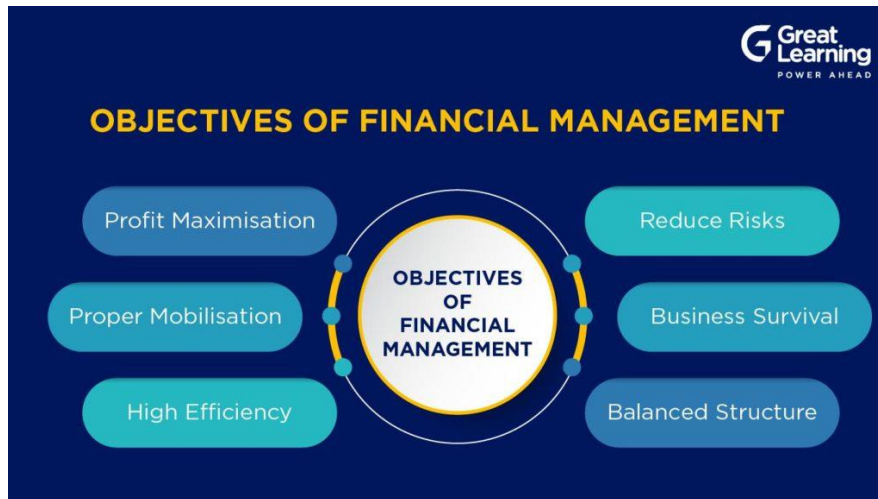 Great
Learning
POWER AHEAD
OBJECTIVES OF FINANCIAL MANAGEMENT
Profit Maximisation
Proper Mobilisation
High Efficiency
OBJECTIVES
OF
FINANCIAL
MANAGEMENT
Reduce Risks
Business Survival
Balanced Structure